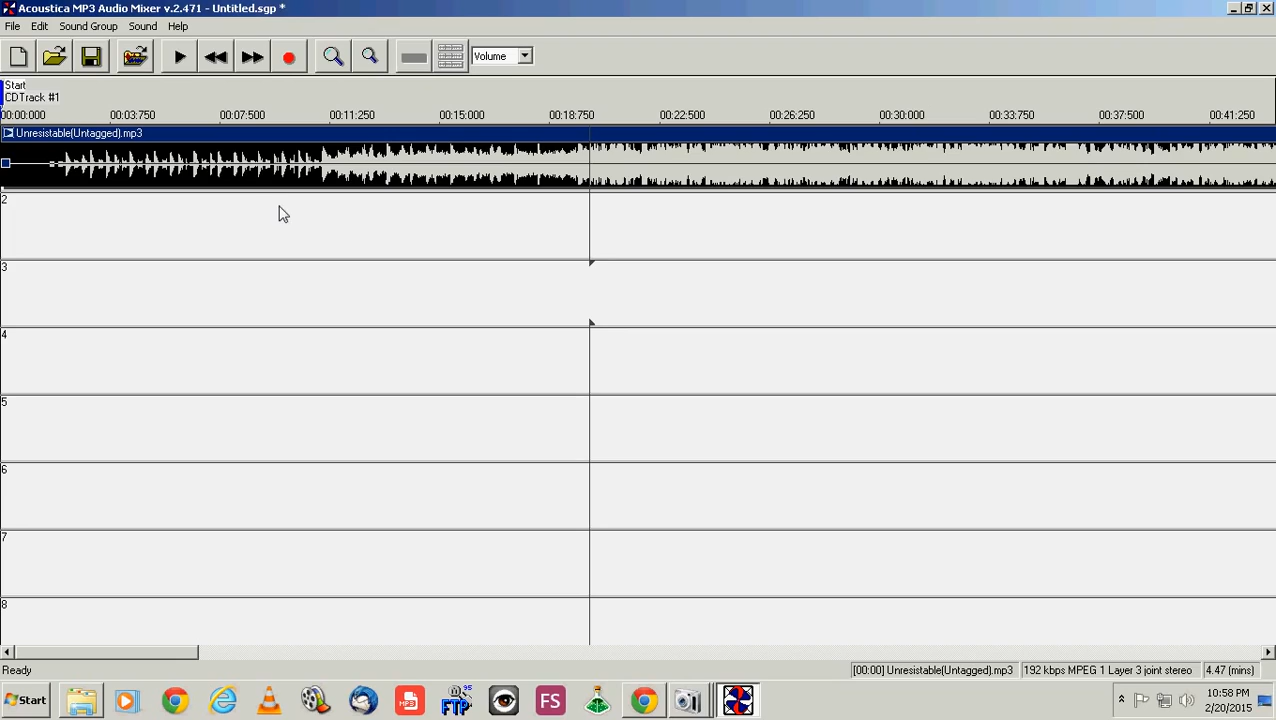 Acoustica MP3 Audio Mixer v.2.471 - Untitled.sgp *
File Edit Sound Group Sound Help
Volume
Start
CDTrack #1
00:00:000 00:03:750 00:07:500 00:11:250 00:15:000 00:18:750 00:22:500 00:26:250 00:30:000 00:33:750 00:37:500 00:41:250
Unresistable(Untagged).mp3
2
3
4
5
6
7
8
Ready [00:00] Unresistable(Untagged).mp3 192 kbps MPEG 1 Layer 3 joint stereo 4.47 (mins)
Start MP3 95 FTP FS 10:58 PM
2/20/2015